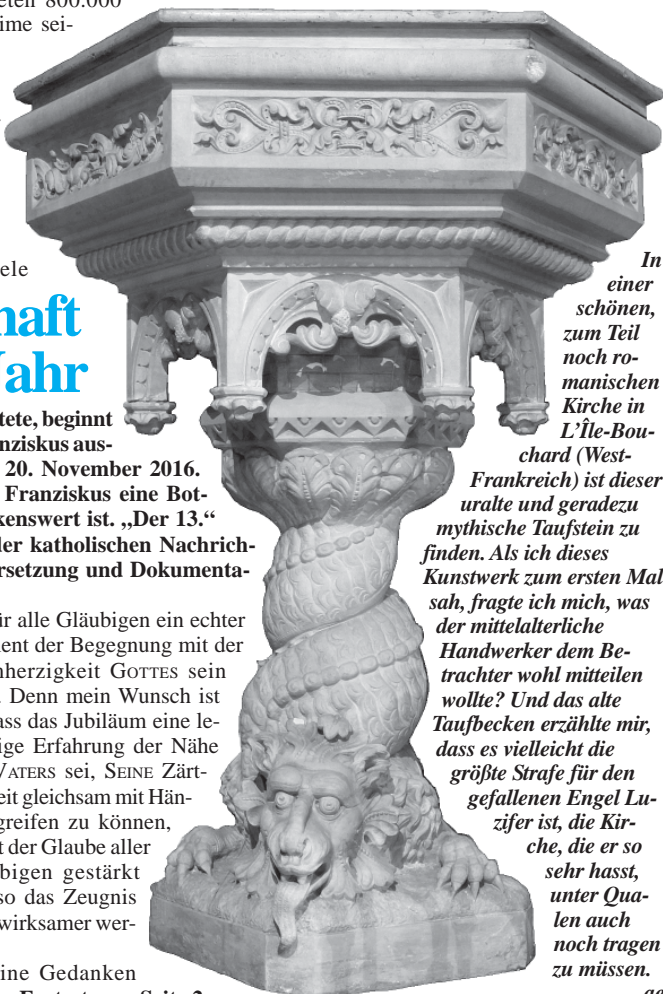 eten 800.000
ime sei-
ele
haft
Jahr
tete, beginnt
nziskus aus-
20. November 2016.
Franziskus eine Bot-
kenswert ist. „Der 13.“
der katholischen Nachrich-
rsetzung und Dokumenta-
ür alle Gläubigen ein echter
ent der Begegnung mit der
nherzigkeit GOTTES sein
. Denn mein Wunsch ist
ass das Jubiläum eine le-
ige Erfahrung der Nähe
VATERS sei, SEINE Zärt-
eit gleichsam mit Hän-
greifen zu können,
t der Glaube aller
bigen gestärkt
so das Zeugnis
wirksamer wer-
ine Gedanken
In
einer
schönen,
zum Teil
noch ro-
manischen
Kirche in
L’Île-Bou-
chard (West-
Frankreich) ist dieser
uralte und geradezu
mythische Taufstein zu
finden. Als ich dieses
Kunstwerk zum ersten Mal
sah, fragte ich mich, was
der mittelalterliche
Handwerker dem Be-
trachter wohl mitteilen
wollte? Und das alte
Taufbecken erzählte mir,
dass es vielleicht die
größte Strafe für den
gefallenen Engel Lu-
zifer ist, die Kir-
che, die er so
sehr hasst,
unter Qua-
len auch
noch tragen
zu müssen.